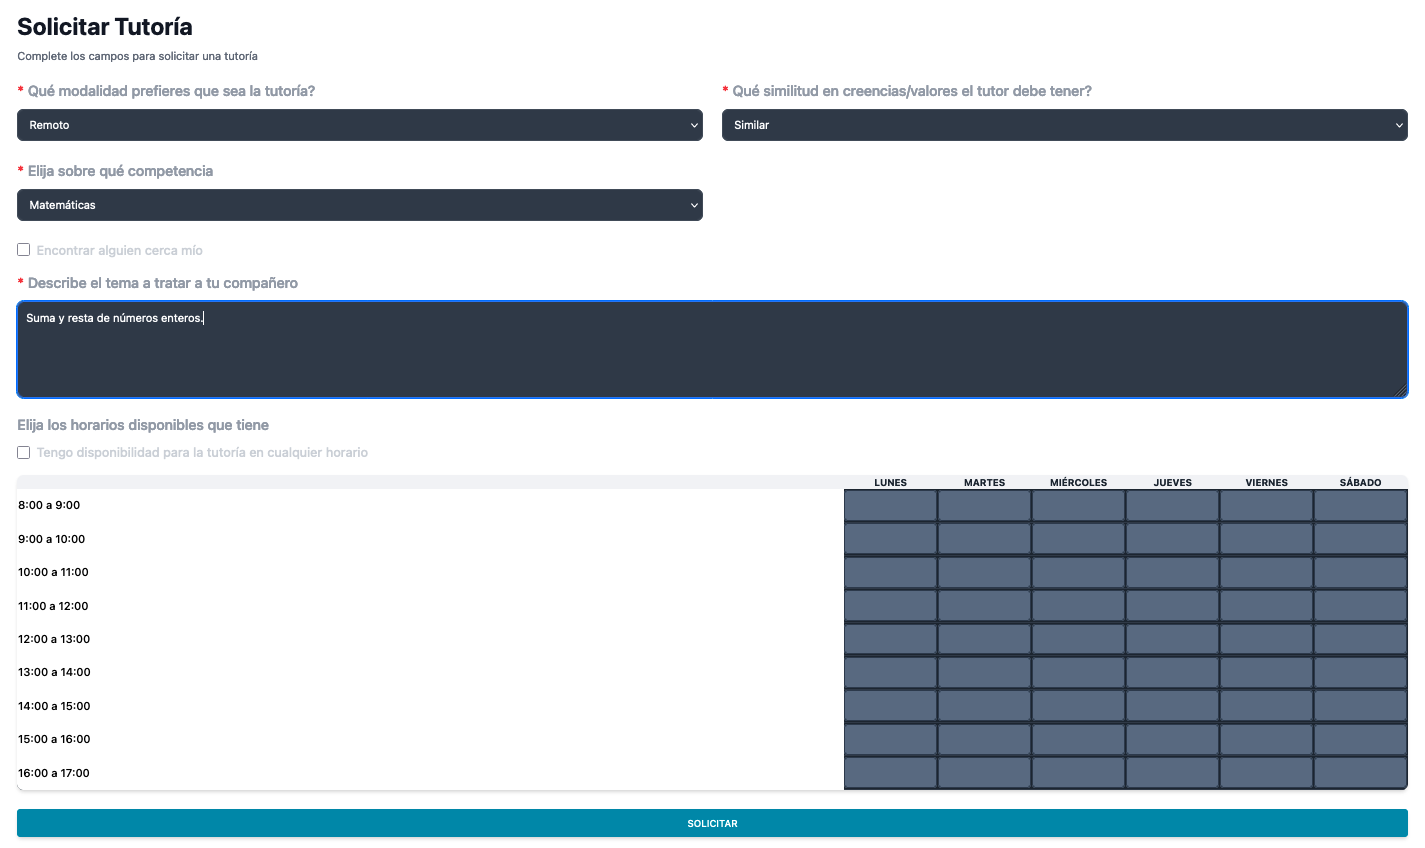 Solicitar Tutoría
Complete los campos para solicitar una tutoría
* Qué modalidad prefieres que sea la tutoría?
* Qué similitud en creencias/valores el tutor debe tener?
Remoto
Similar
* Elija sobre qué competencia
Matemáticas
Encontrar alguien cerca mío
* Describe el tema a tratar a tu compañero
Suma y resta de números enteros.
Elija los horarios disponibles que tiene
Tengo disponibilidad para la tutoría en cualquier horario
LUNES MARTES MIÉRCOLES JUEVES VIERNES SÁBADO
8:00 a 9:00
9:00 a 10:00
10:00 a 11:00
11:00 a 12:00
12:00 a 13:00
13:00 a 14:00
14:00 a 15:00
15:00 a 16:00
16:00 a 17:00
SOLICITAR